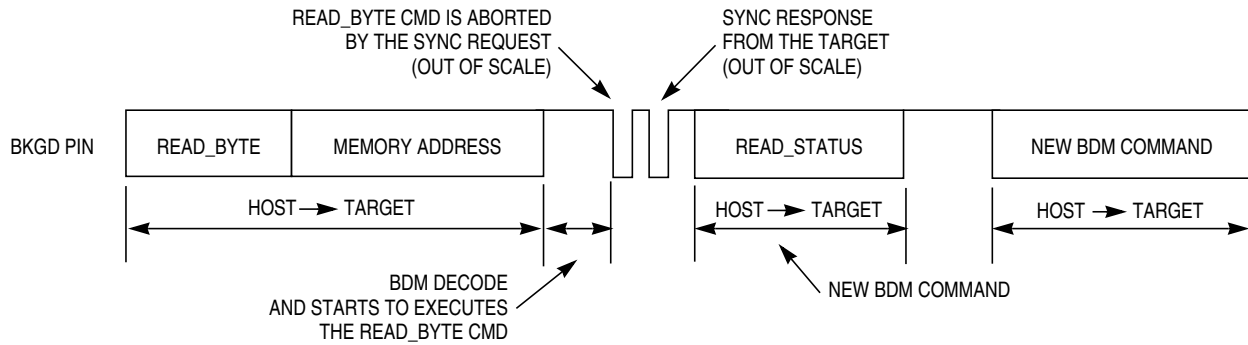 READ_BYTE CMD IS ABORTED
BY THE SYNC REQUEST
(OUT OF SCALE)
SYNC RESPONSE
FROM THE TARGET
(OUT OF SCALE)
BKGD PIN
READ_BYTE
MEMORY ADDRESS
READ_STATUS
NEW BDM COMMAND
HOST TARGET
HOST TARGET
HOST TARGET
BDM DECODE
AND STARTS TO EXECUTES
THE READ_BYTE CMD
NEW BDM COMMAND